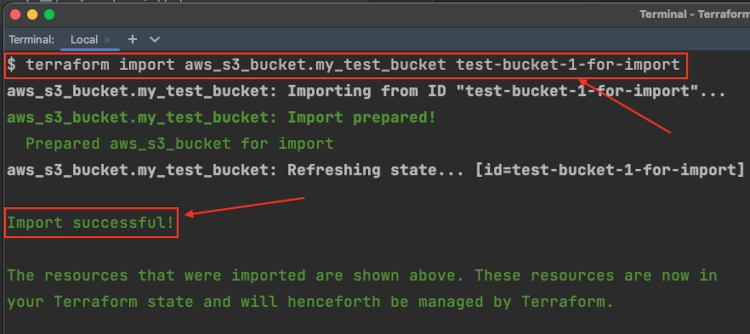 Terminal - Terraform
Terminal: Local × + ⌄
$ terraform import aws_s3_bucket.my_test_bucket test-bucket-1-for-import
aws_s3_bucket.my_test_bucket: Importing from ID "test-bucket-1-for-import"...
aws_s3_bucket.my_test_bucket: Import prepared!
  Prepared aws_s3_bucket for import
aws_s3_bucket.my_test_bucket: Refreshing state... [id=test-bucket-1-for-import]
Import successful!
The resources that were imported are shown above. These resources are now in
your Terraform state and will henceforth be managed by Terraform.